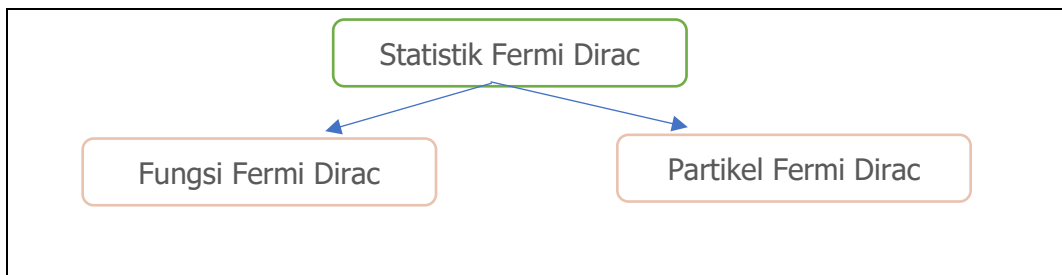 Statistik Fermi Dirac
Fungsi Fermi Dirac
Partikel Fermi Dirac